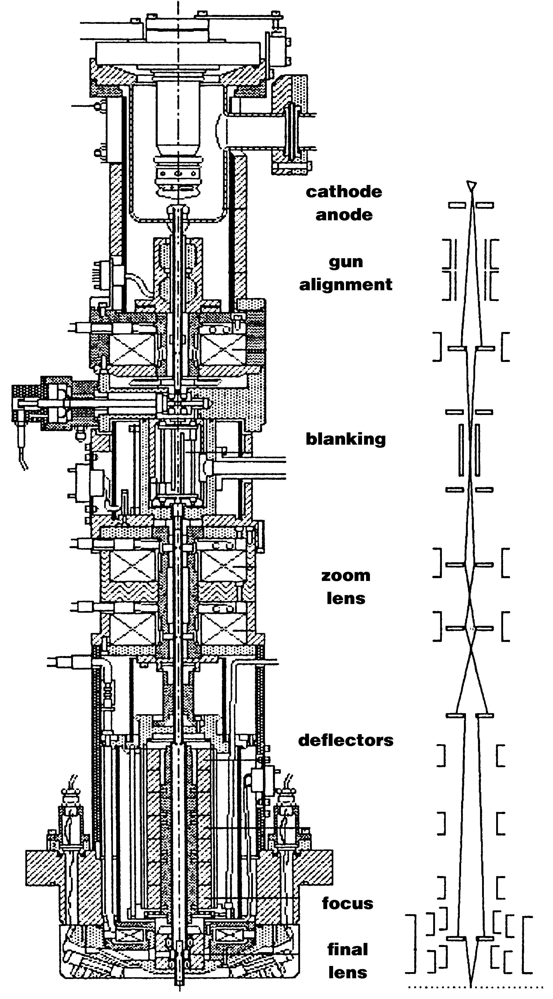 cathode
anode
gun
alignment
blanking
zoom
lens
deflectors
focus
final
lens